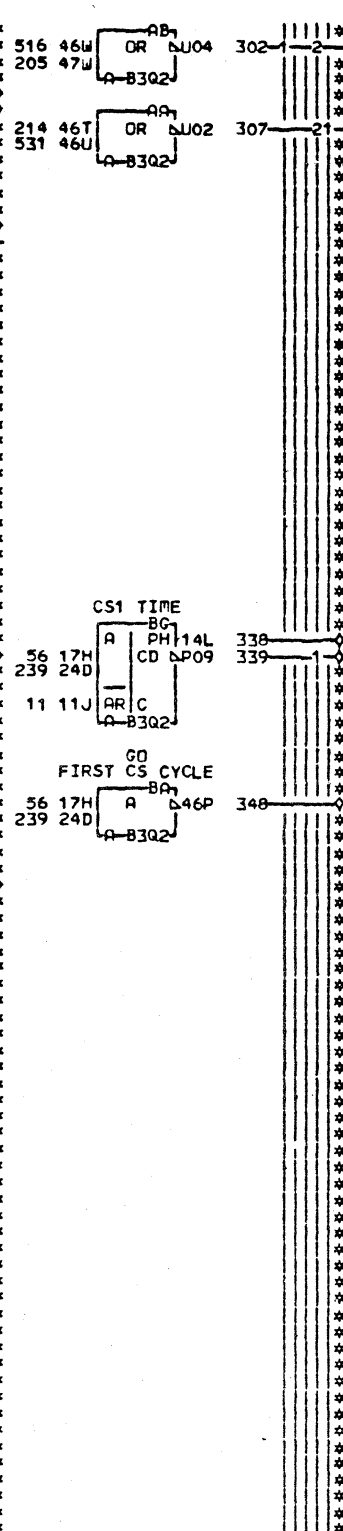 AB
516 46W OR U04 302 1 2
205 47W
A B3Q2
AA
214 46T OR U02 307 21
531 46U
A B3Q2
CS1 TIME
BG
A PH 14L 338
56 17H CD P09 339 1
239 24D
11 11J AR C
A B3Q2
GO
FIRST CS CYCLE
BA
56 17H A 46P 348
239 24D
A B3Q2